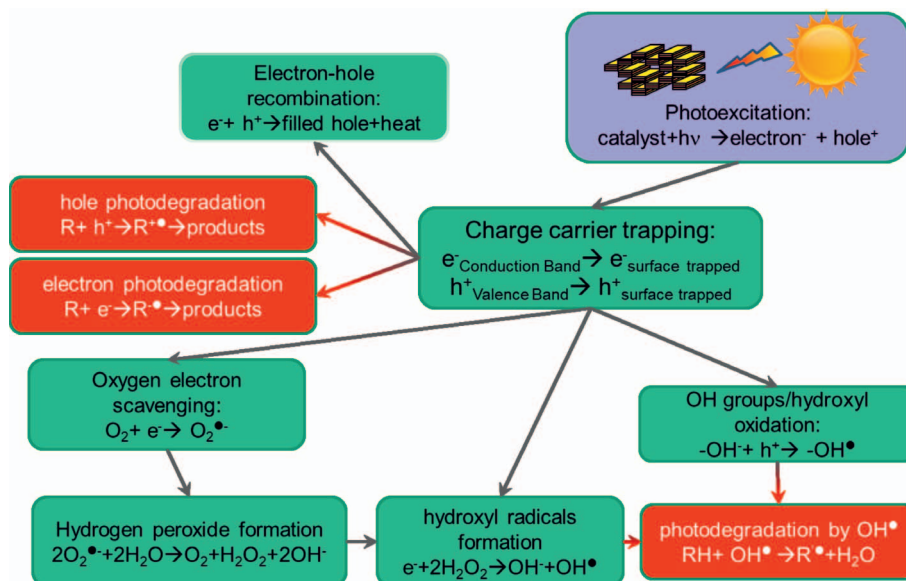 Photoexcitation:
catalyst+hν →electron⁻ + hole⁺
Electron-hole
recombination:
e⁻+ h⁺→filled hole+heat
hole photodegradation
R+ h⁺→R⁺•→products
electron photodegradation
R+ e⁻→R⁻•→products
Charge carrier trapping:
e⁻Conduction Band→ e⁻surface trapped
h⁺Valence Band→ h⁺surface trapped
Oxygen electron
scavenging:
O₂+ e⁻→ O₂•⁻
OH groups/hydroxyl
oxidation:
-OH⁻+ h⁺→ -OH•
Hydrogen peroxide formation
2O₂•⁻+2H₂O→O₂+H₂O₂+2OH⁻
hydroxyl radicals
formation
e⁻+2H₂O₂→OH⁻+OH•
photodegradation by OH•
RH+ OH•→R'•+H₂O